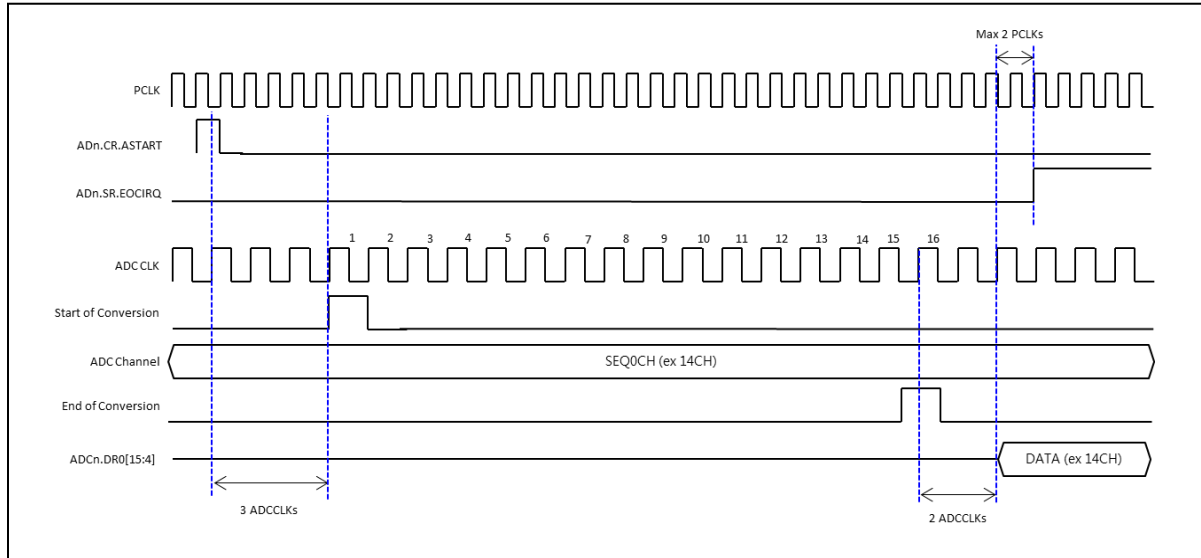 Max 2 PCLKs
PCLK
ADn.CR.ASTART
ADn.SR.EOCIRQ
1 2 3 4 5 6 7 8 9 10 11 12 13 14 15 16
ADC CLK
Start of Conversion
ADC Channel SEQ0CH (ex 14CH)
End of Conversion
ADCn.DR0[15:4] DATA (ex 14CH)
3 ADCCLKs
2 ADCCLKs